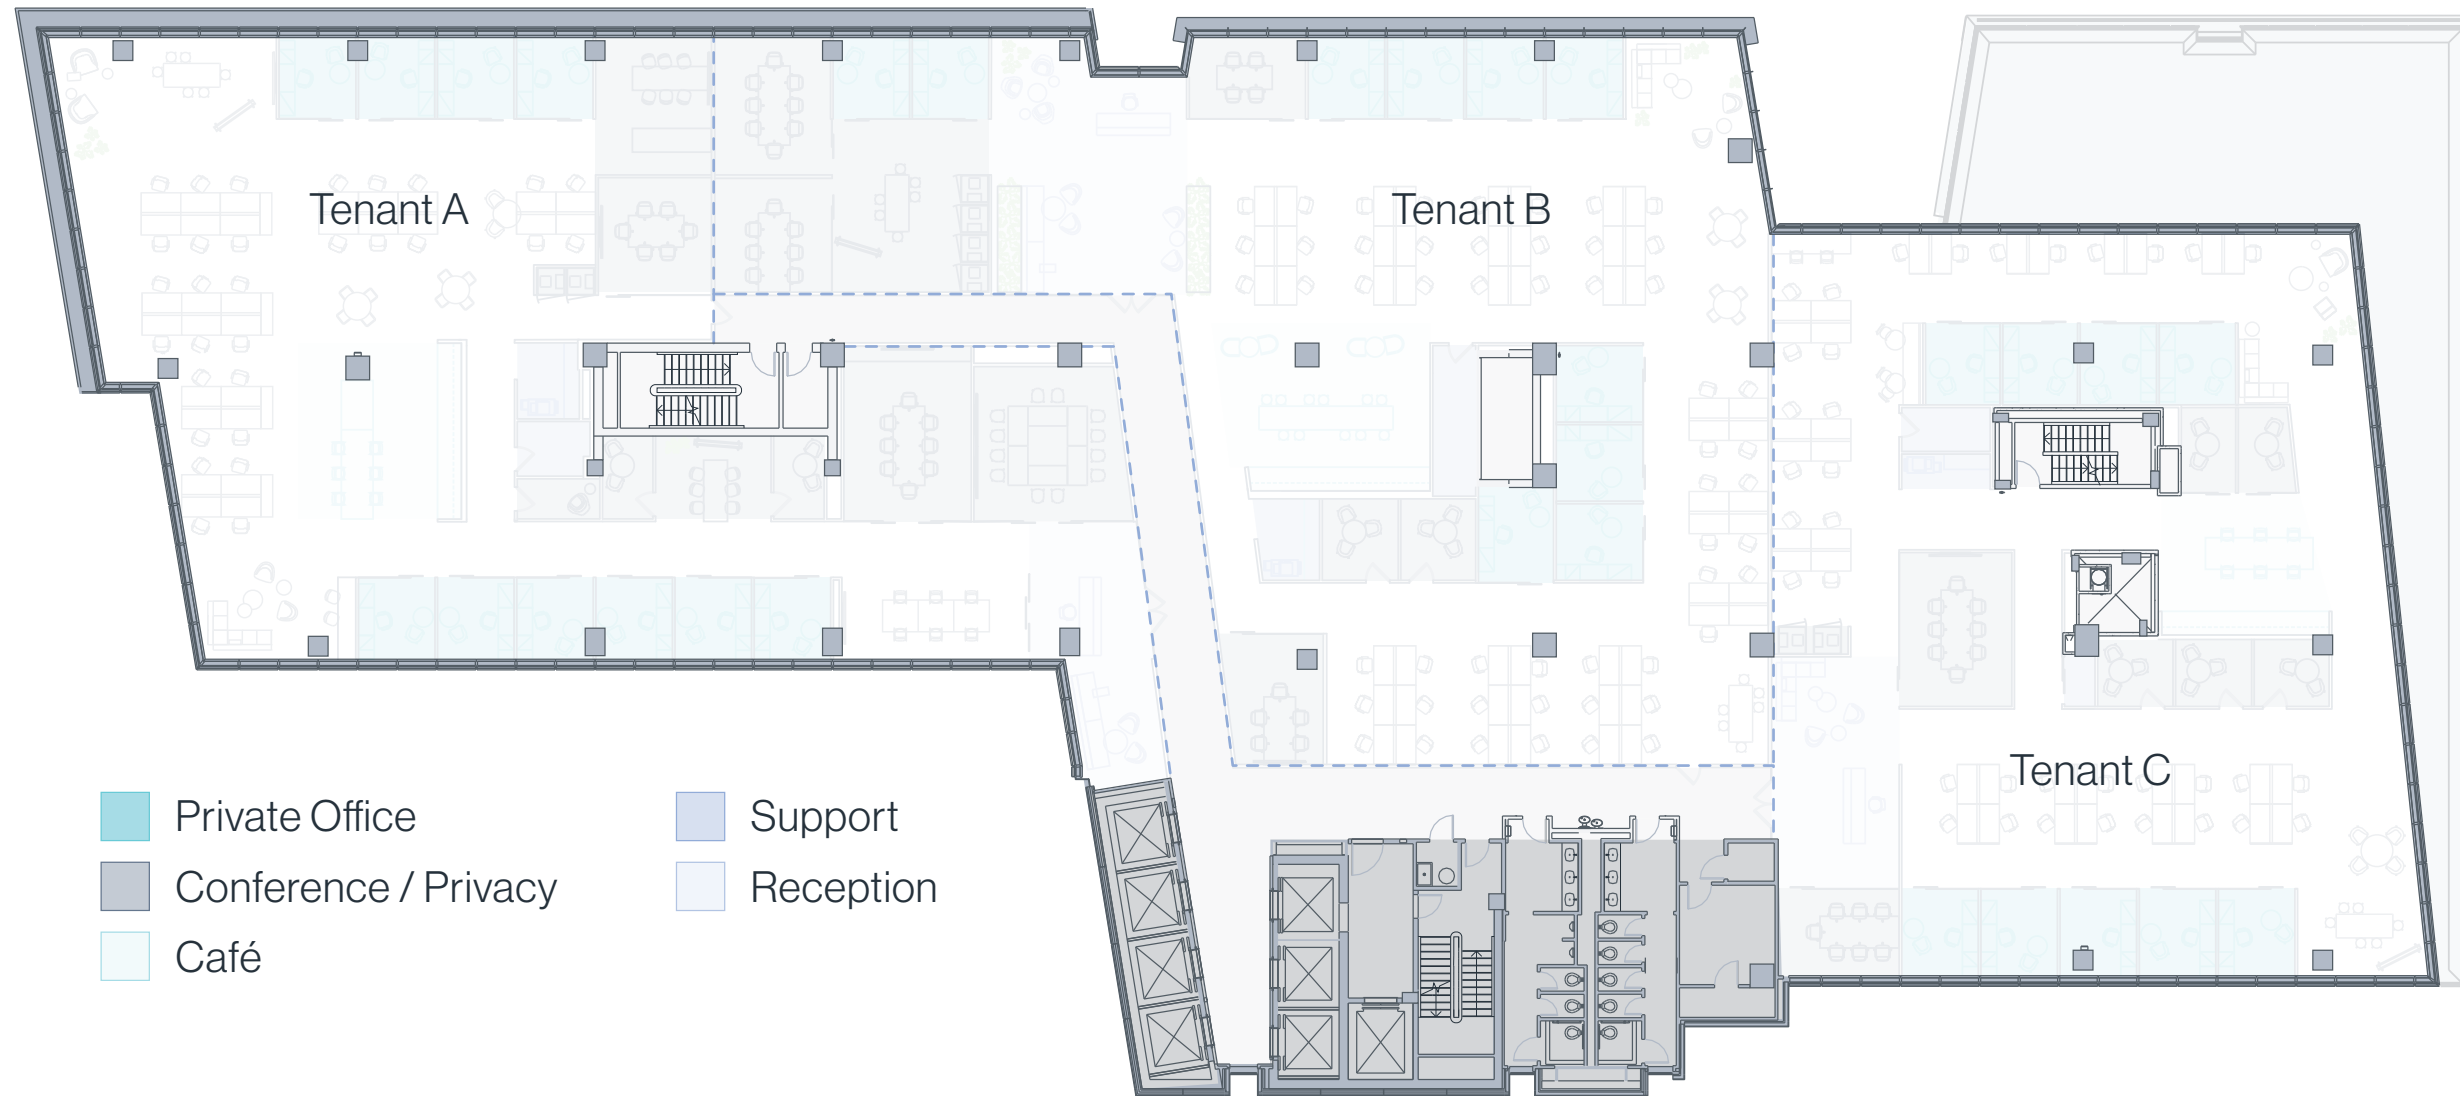 Tenant A
Tenant B
Tenant C
Private Office
Conference / Privacy
Café
Support
Reception